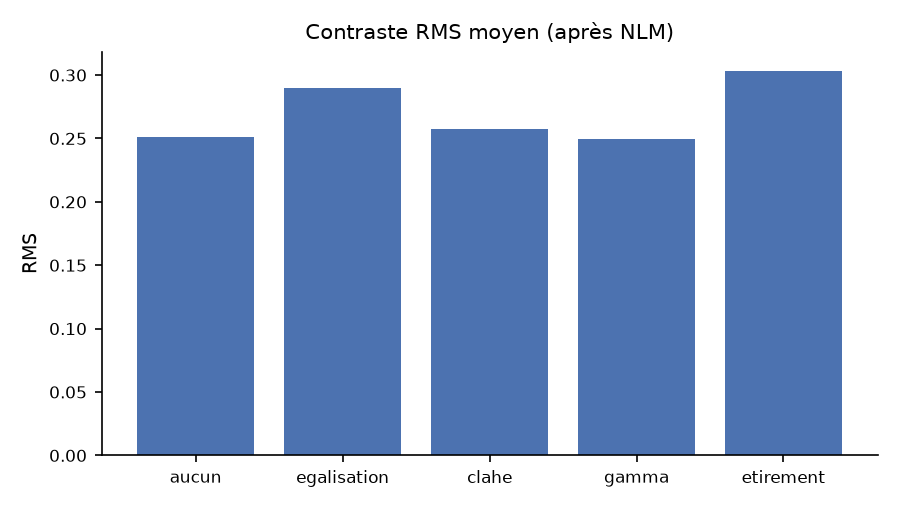 Contraste RMS moyen (après NLM)
RMS
0.30
0.25
0.20
0.15
0.10
0.05
0.00
aucun egalisation clahe gamma etirement